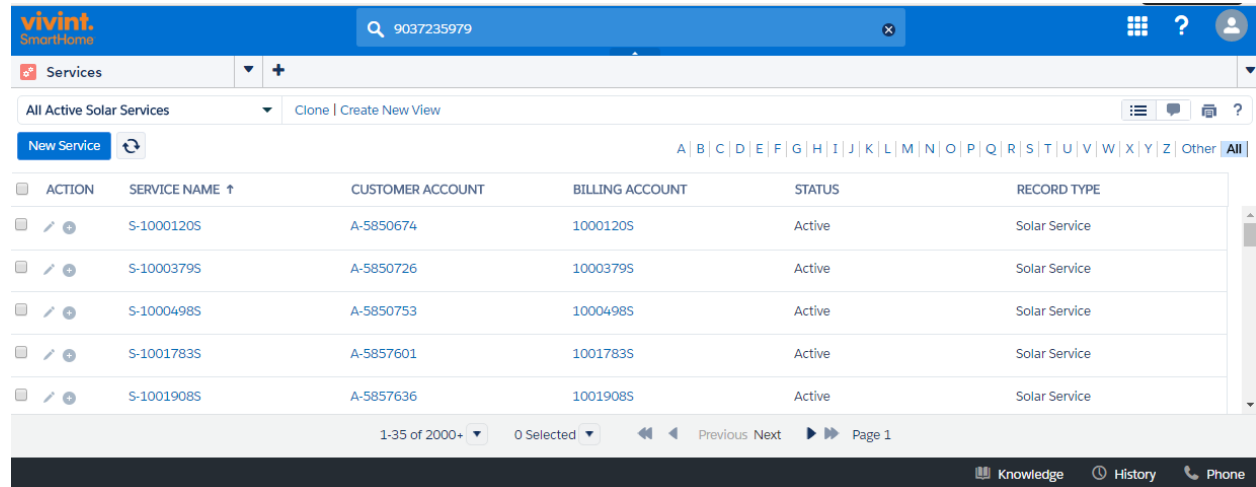 vivint.
SmartHome
9037235979
?
Services
+
All Active Solar Services Clone | Create New View ?
New Service A | B | C | D | E | F | G | H | I | J | K | L | M | N | O | P | Q | R | S | T | U | V | W | X | Y | Z | Other | All
ACTION SERVICE NAME ↑ CUSTOMER ACCOUNT BILLING ACCOUNT STATUS RECORD TYPE
S-1000120S A-5850674 1000120S Active Solar Service
S-1000379S A-5850726 1000379S Active Solar Service
S-1000498S A-5850753 1000498S Active Solar Service
S-1001783S A-5857601 1001783S Active Solar Service
S-1001908S A-5857636 1001908S Active Solar Service
1-35 of 2000+ 0 Selected Previous Next Page 1
Knowledge History Phone